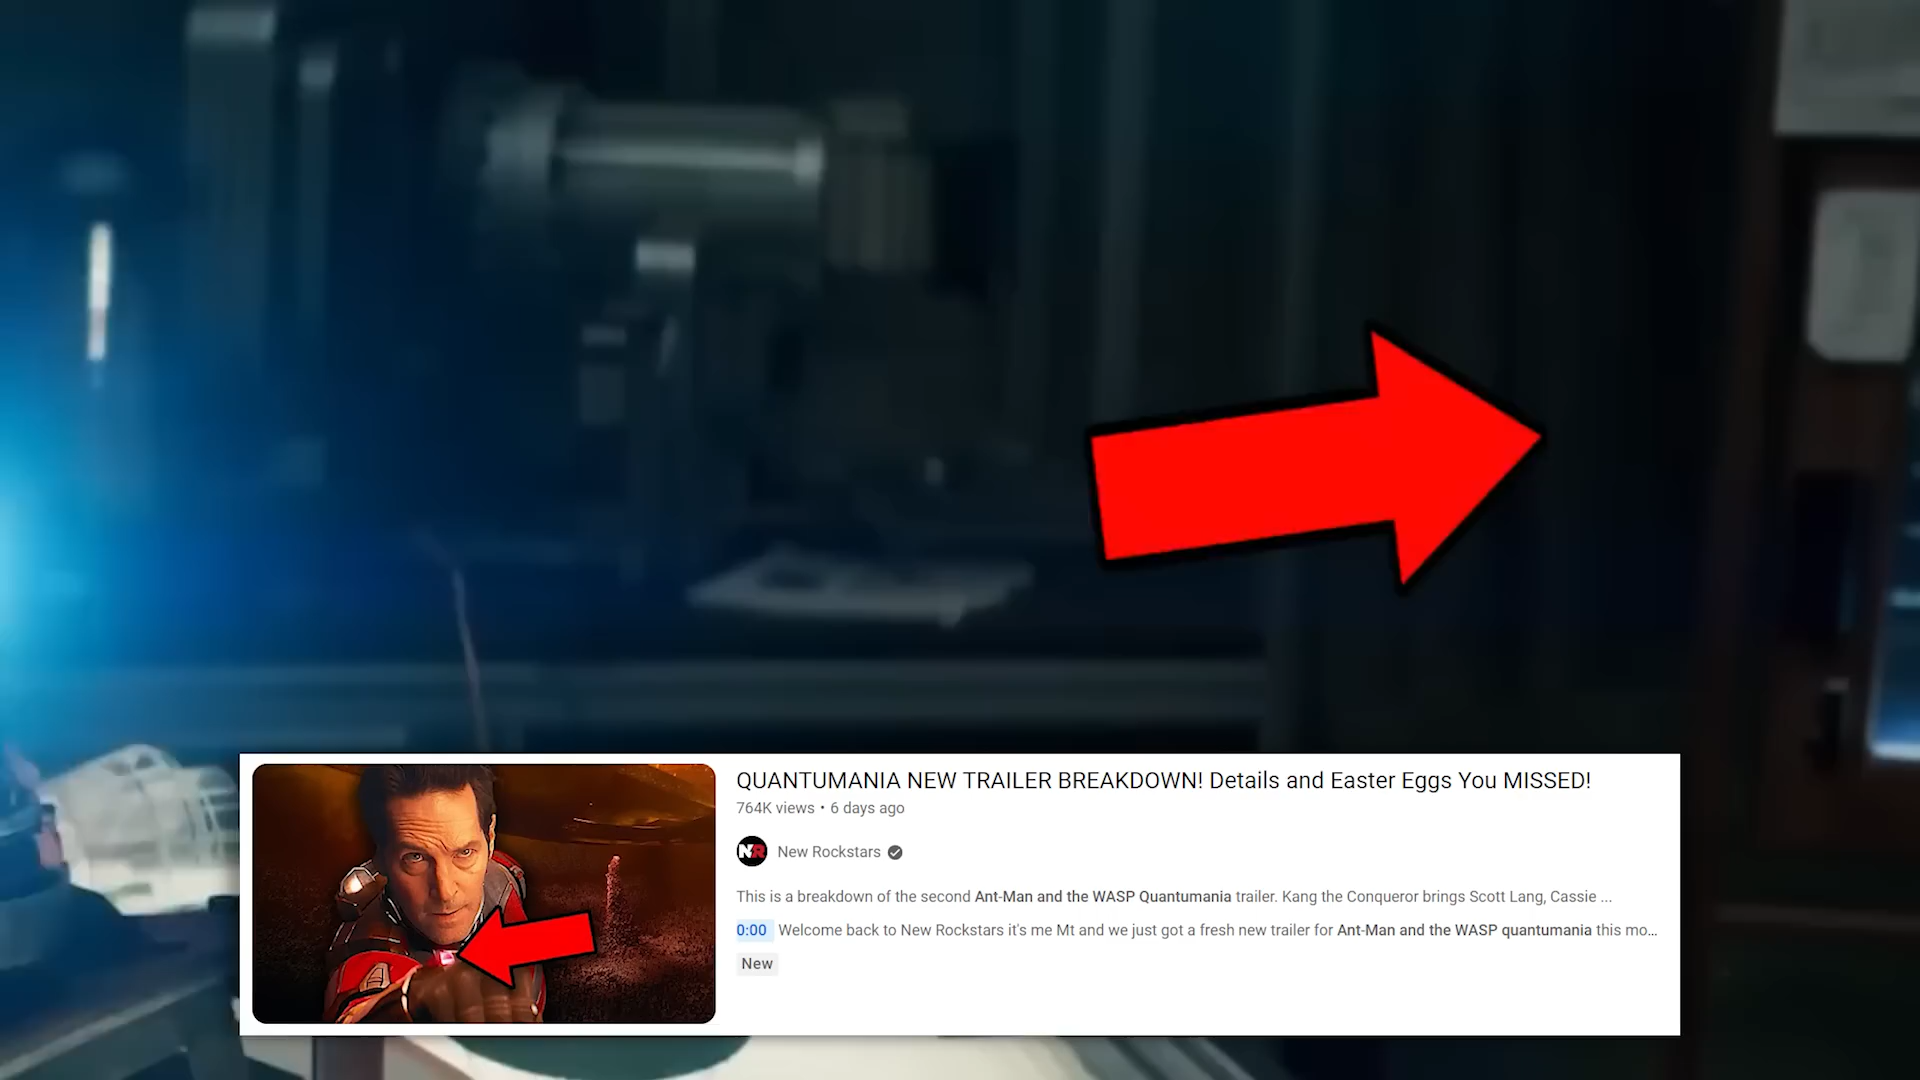 QUANTUMANIA NEW TRAILER BREAKDOWN! Details and Easter Eggs You MISSED!
764K views • 6 days ago
NR New Rockstars
This is a breakdown of the second Ant-Man and the WASP Quantumania trailer. Kang the Conqueror brings Scott Lang, Cassie ...
0:00 Welcome back to New Rockstars it's me Mt and we just got a fresh new trailer for Ant-Man and the WASP quantumania this mo...
New